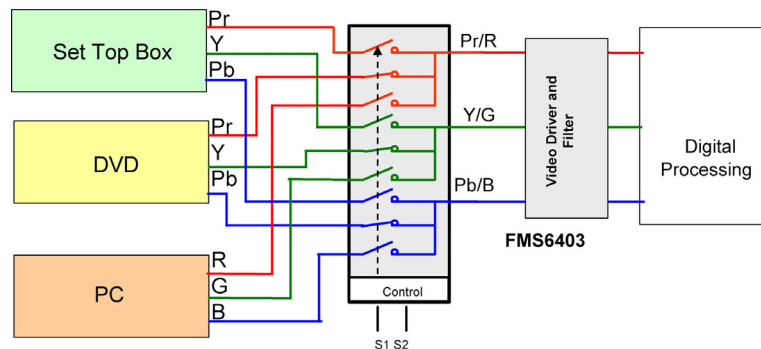 Set Top Box
Pr
Y
Pb
DVD
Pr
Y
Pb
PC
R
G
B
Control
S1 S2
Pr/R
Y/G
Pb/B
Video Driver and
Filter
FMS6403
Digital
Processing